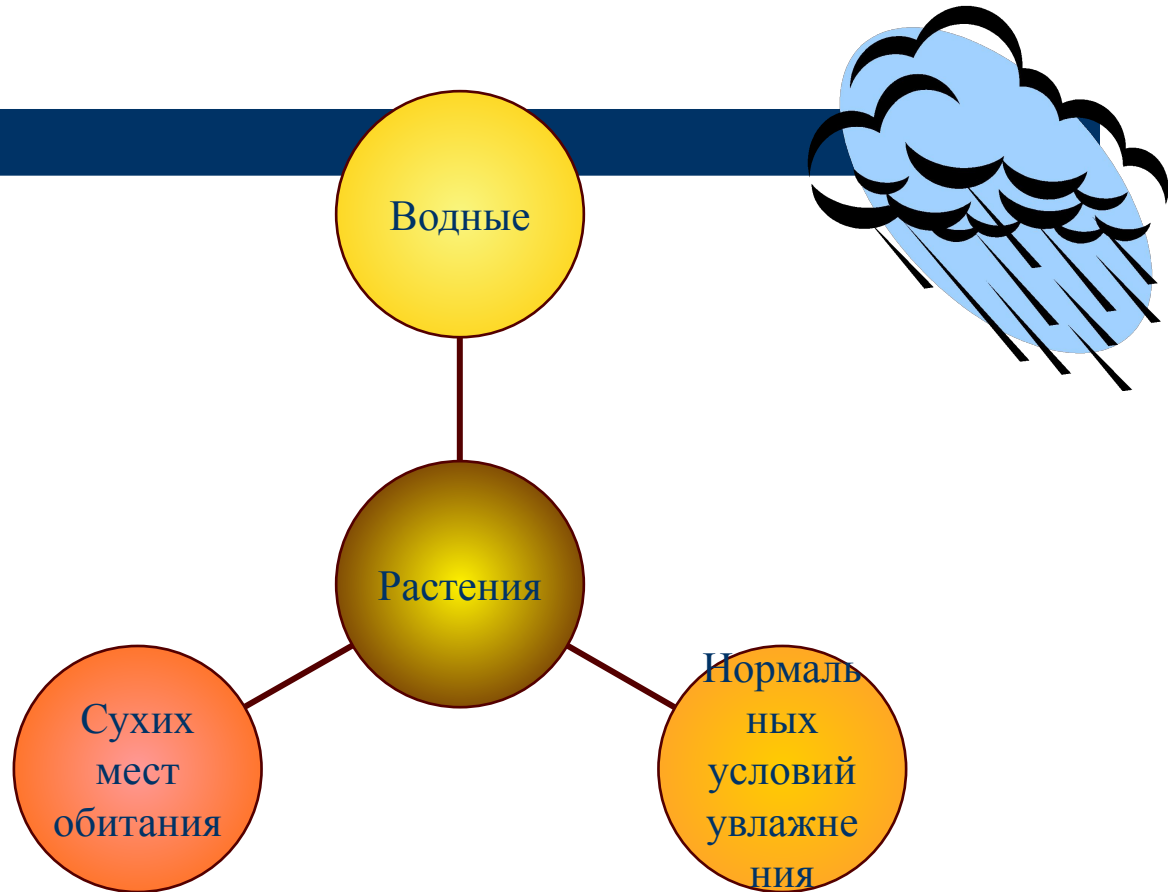 Водные
Растения
Сухих
мест
обитания
Нормаль
ных
условий
увлажне
ния